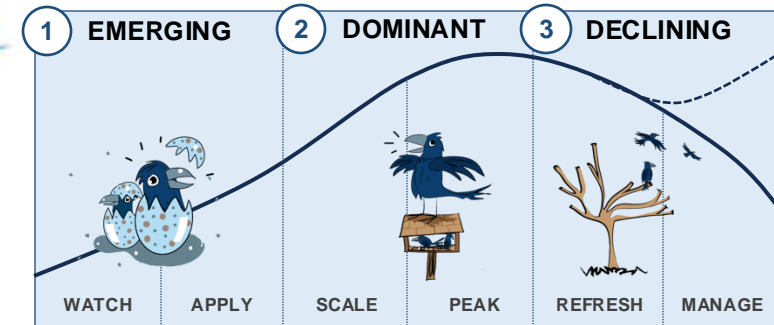 1 EMERGING 2 DOMINANT 3 DECLINING
WATCH APPLY SCALE PEAK REFRESH MANAGE